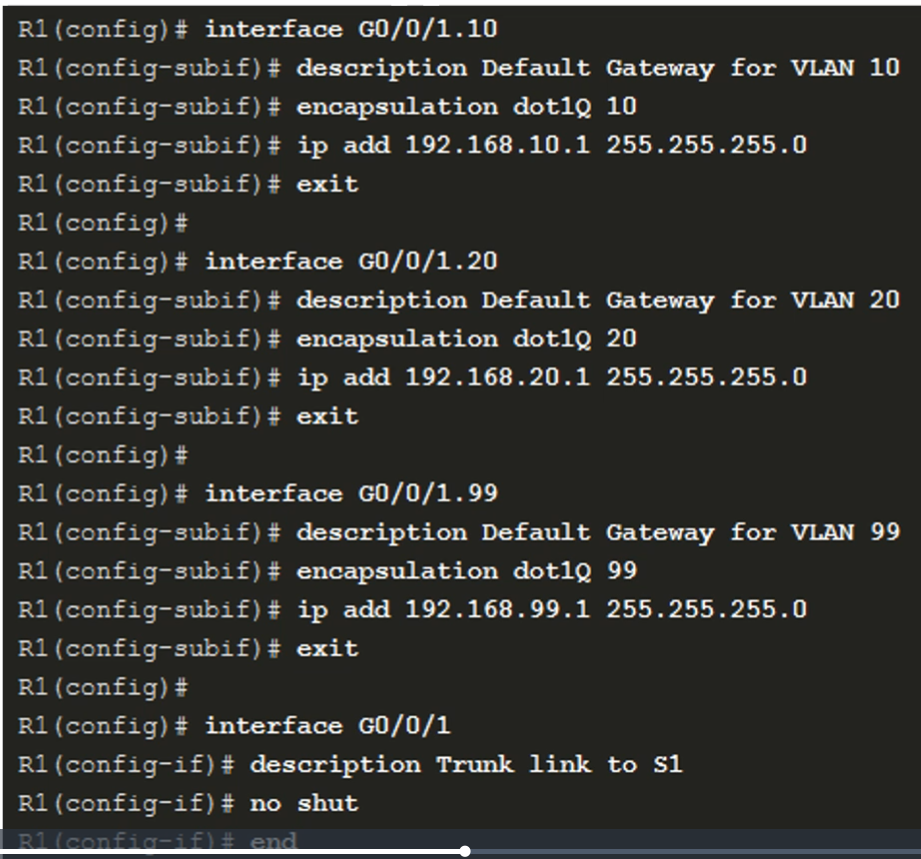 R1(config)# interface G0/0/1.10
R1(config-subif)# description Default Gateway for VLAN 10
R1(config-subif)# encapsulation dot1Q 10
R1(config-subif)# ip add 192.168.10.1 255.255.255.0
R1(config-subif)# exit
R1(config)#
R1(config)# interface G0/0/1.20
R1(config-subif)# description Default Gateway for VLAN 20
R1(config-subif)# encapsulation dot1Q 20
R1(config-subif)# ip add 192.168.20.1 255.255.255.0
R1(config-subif)# exit
R1(config)#
R1(config)# interface G0/0/1.99
R1(config-subif)# description Default Gateway for VLAN 99
R1(config-subif)# encapsulation dot1Q 99
R1(config-subif)# ip add 192.168.99.1 255.255.255.0
R1(config-subif)# exit
R1(config)#
R1(config)# interface G0/0/1
R1(config-if)# description Trunk link to S1
R1(config-if)# no shut
R1(config-if)# end